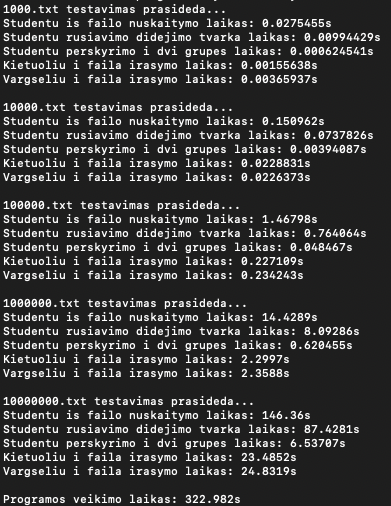 1000.txt testavimas prasideda...
Studentu is failo nuskaitymo laikas: 0.0275455s
Studentu rusiavimo didejimo tvarka laikas: 0.00994429s
Studentu perskyrimo i dvi grupes laikas: 0.000624541s
Kietuoliu i faila irasymo laikas: 0.00155638s
Vargseliu i faila irasymo laikas: 0.00365937s
10000.txt testavimas prasideda...
Studentu is failo nuskaitymo laikas: 0.150962s
Studentu rusiavimo didejimo tvarka laikas: 0.0737826s
Studentu perskyrimo i dvi grupes laikas: 0.00394087s
Kietuoliu i faila irasymo laikas: 0.0228831s
Vargseliu i faila irasymo laikas: 0.0226373s
100000.txt testavimas prasideda...
Studentu is failo nuskaitymo laikas: 1.46798s
Studentu rusiavimo didejimo tvarka laikas: 0.764064s
Studentu perskyrimo i dvi grupes laikas: 0.048467s
Kietuoliu i faila irasymo laikas: 0.227109s
Vargseliu i faila irasymo laikas: 0.234243s
1000000.txt testavimas prasideda...
Studentu is failo nuskaitymo laikas: 14.4289s
Studentu rusiavimo didejimo tvarka laikas: 8.09286s
Studentu perskyrimo i dvi grupes laikas: 0.620455s
Kietuoliu i faila irasymo laikas: 2.2997s
Vargseliu i faila irasymo laikas: 2.3588s
10000000.txt testavimas prasideda...
Studentu is failo nuskaitymo laikas: 146.36s
Studentu rusiavimo didejimo tvarka laikas: 87.4281s
Studentu perskyrimo i dvi grupes laikas: 6.53707s
Kietuoliu i faila irasymo laikas: 23.4852s
Vargseliu i faila irasymo laikas: 24.8319s
Programos veikimo laikas: 322.982s